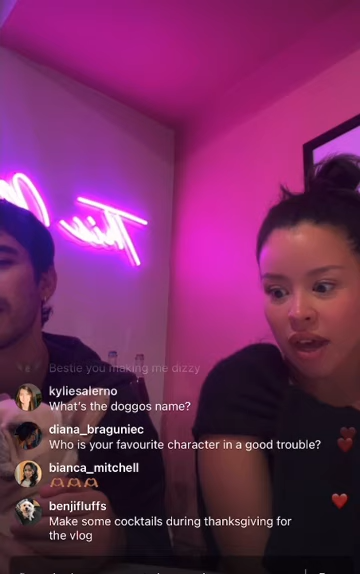 Bestie you making me dizzy
kyliesalerno
What's the doggos name?
diana_braguniec
Who is your favourite character in a good trouble?
bianca_mitchell
benjifluffs
Make some cocktails during thanksgiving for
the vlog